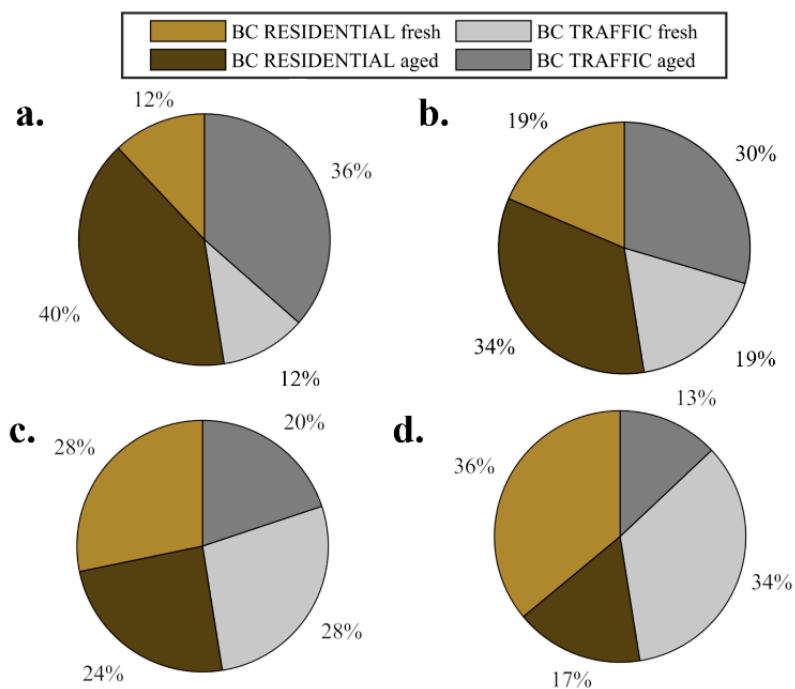 BC RESIDENTIAL fresh BC TRAFFIC fresh
BC RESIDENTIAL aged BC TRAFFIC aged
a. 12% 36% 40% 12%
b. 19% 30% 34% 19%
c. 28% 20% 24% 28%
d. 13% 36% 34% 17%